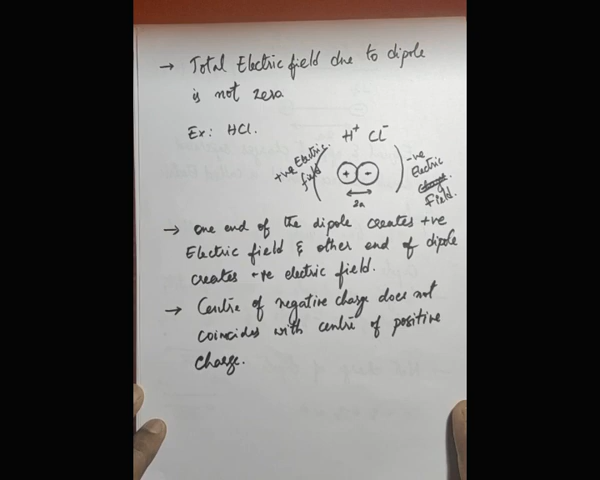 → Total Electric field due to dipole
is not zero
Ex: HCl.
H+ Cl-
+ve Electric field
+ -
2a
-ve Electric Field.
→ one end of the dipole creates +ve
Electric field & other end of dipole
creates -ve electric field.
→ Centre of negative charge does not
coincides with centre of positive
charge.